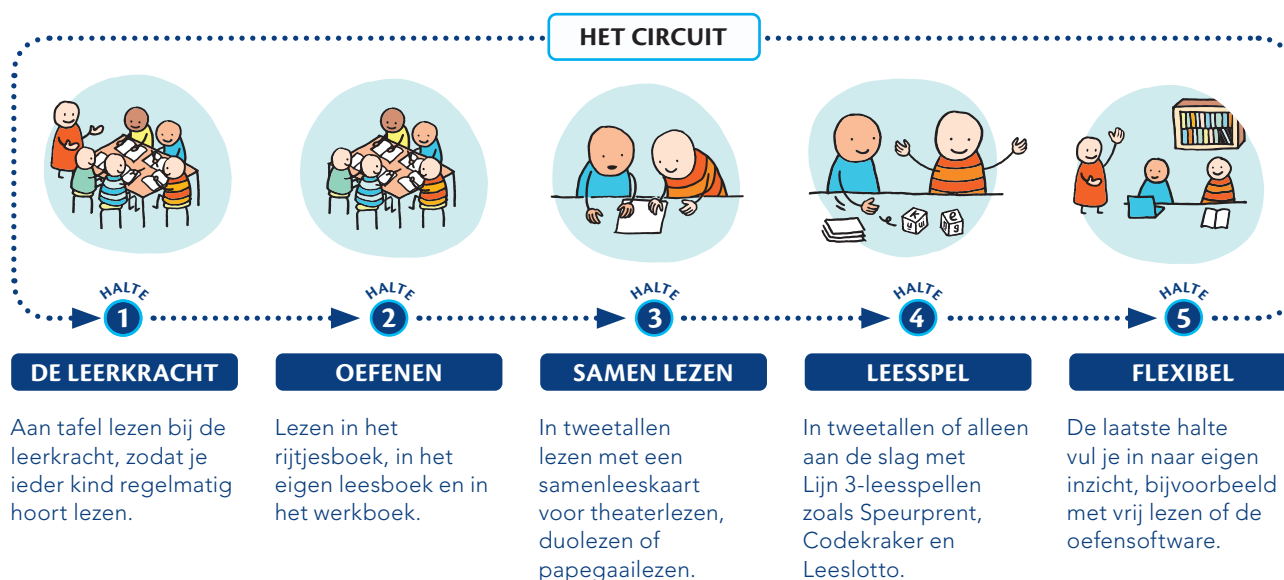 HET CIRCUIT
HALTE
1
DE LEERKRACHT
Aan tafel lezen bij de
leerkracht, zodat je
ieder kind regelmatig
hoort lezen.
HALTE
2
OEFENEN
Lezen in het
rijtjesboek, in het
eigen leesboek en in
het werkboek.
HALTE
3
SAMEN LEZEN
In tweetallen
lezen met een
samenleeskaart
voor theaterlezen,
duolezen of
papegaailezen.
K
e
y w
g
HALTE
4
LEESSPEL
In tweetallen of alleen
aan de slag met
Lijn 3-leesspellen
zoals Speurprent,
Codekraker en
Leeslotto.
HALTE
5
FLEXIBEL
De laatste halte
vul je in naar eigen
inzicht, bijvoorbeeld
met vrij lezen of de
oefensoftware.